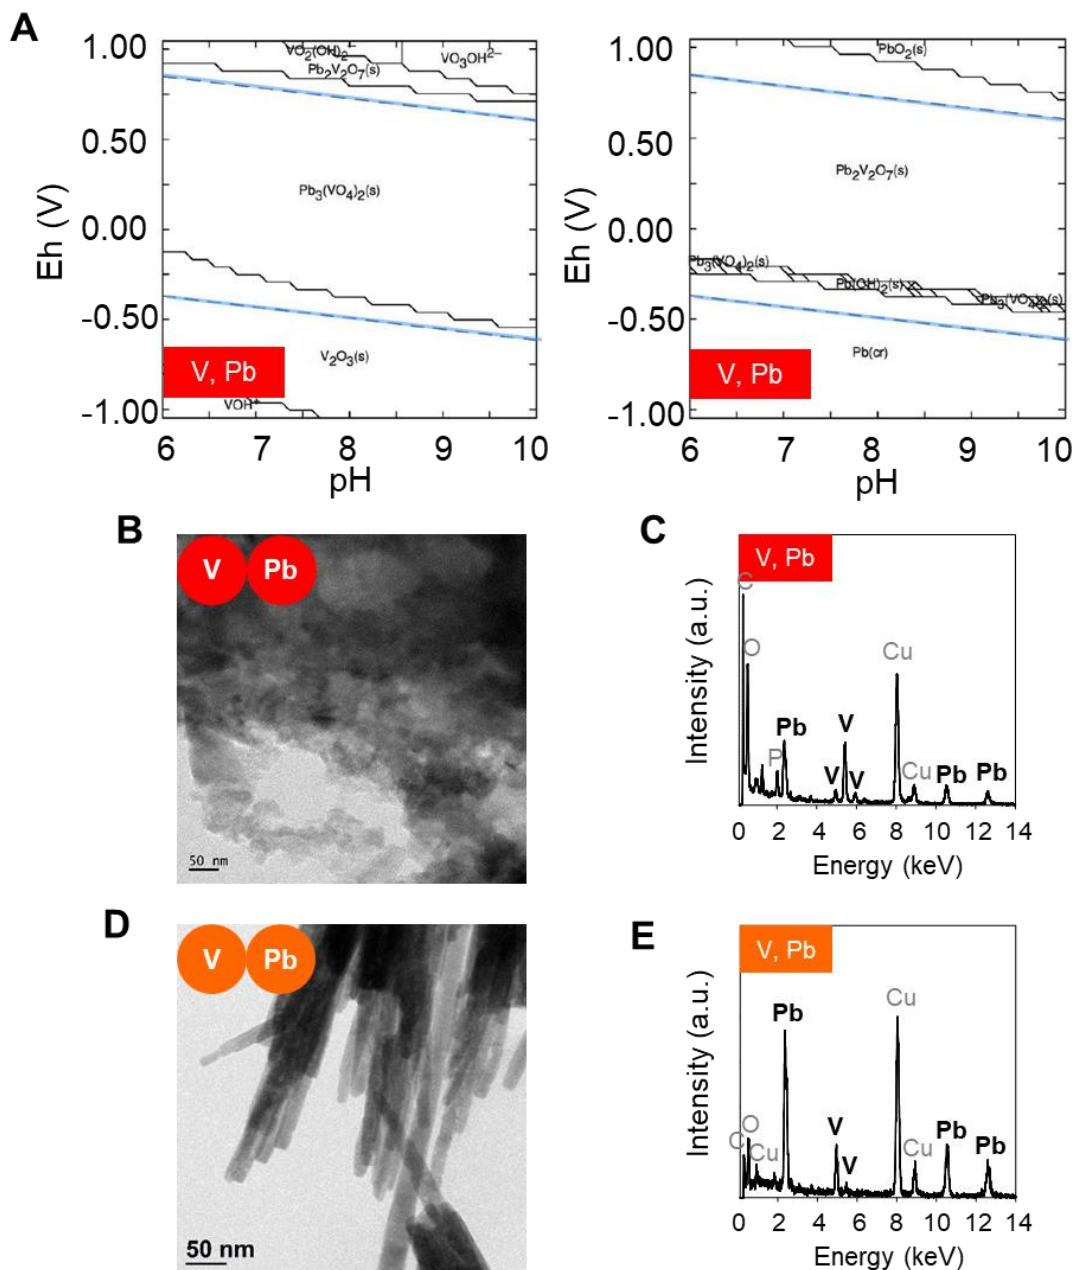 A
1.00
0.50
0.00
-0.50
-1.00
Eh (V)
VO₂(OH)₂⁻
VO₃OH²⁻
Pb₂V₂O₇(s)
Pb₃(VO₄)₂(s)
V₂O₃(s)
V, Pb
VOH⁺
6 7 8 9 10
pH
1.00
0.50
0.00
-0.50
-1.00
Eh (V)
PbO₂(s)
Pb₂V₂O₇(s)
Pb₃(VO₄)₂(s)
Pb(OH)₂(s)
Pb₃(VO₄)₂(s)
Pb(cr)
V, Pb
6 7 8 9 10
pH
B
V Pb
50 nm
C
V, Pb
Intensity (a.u.)
C
O
P
Pb
V
V
V
Cu
Cu
Pb
Pb
0 2 4 6 8 10 12 14
Energy (keV)
D
V Pb
50 nm
E
V, Pb
Intensity (a.u.)
C
O
Cu
Pb
V
V
Cu
Cu
Pb
Pb
0 2 4 6 8 10 12 14
Energy (keV)